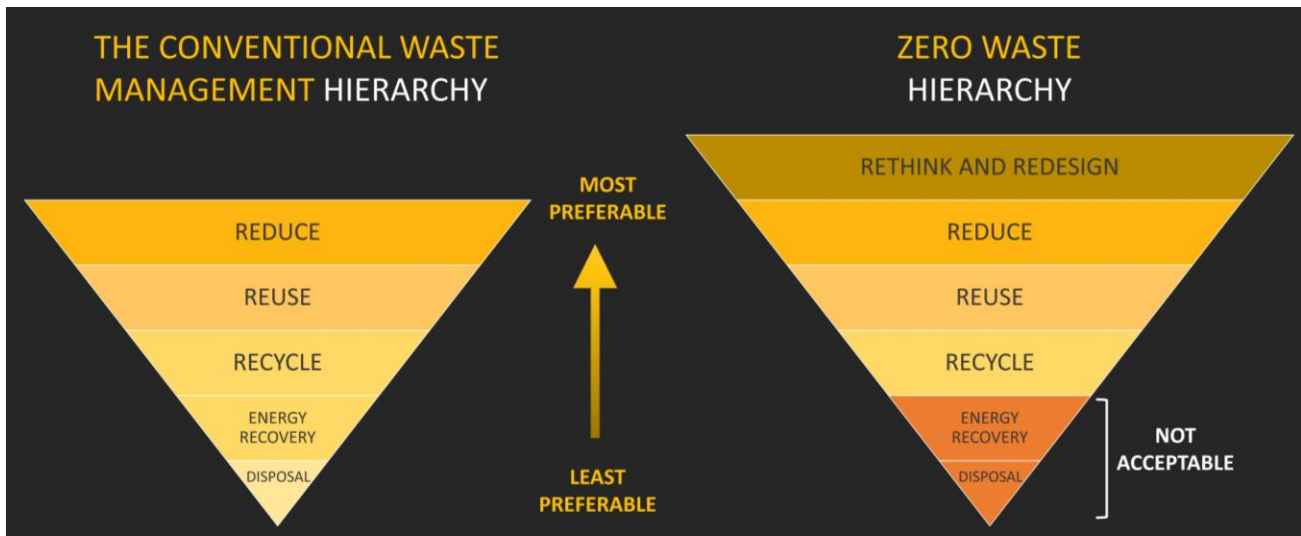 THE CONVENTIONAL WASTE
MANAGEMENT HIERARCHY
REDUCE
REUSE
RECYCLE
ENERGY
RECOVERY
DISPOSAL
MOST
PREFERABLE
LEAST
PREFERABLE
ZERO WASTE
HIERARCHY
RETHINK AND REDESIGN
REDUCE
REUSE
RECYCLE
ENERGY
RECOVERY
DISPOSAL
NOT
ACCEPTABLE